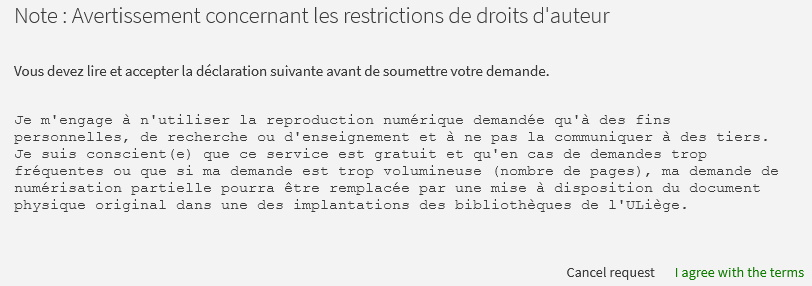 Note : Avertissement concernant les restrictions de droits d'auteur
Vous devez lire et accepter la déclaration suivante avant de soumettre votre demande.
Je m'engage à n'utiliser la reproduction numérique demandée qu'à des fins
personnelles, de recherche ou d'enseignement et à ne pas la communiquer à des tiers.
Je suis conscient(e) que ce service est gratuit et qu'en cas de demandes trop
fréquentes ou que si ma demande est trop volumineuse (nombre de pages), ma demande de
numérisation partielle pourra être remplacée par une mise à disposition du document
physique original dans une des implantations des bibliothèques de l'ULiège.
Cancel request I agree with the terms